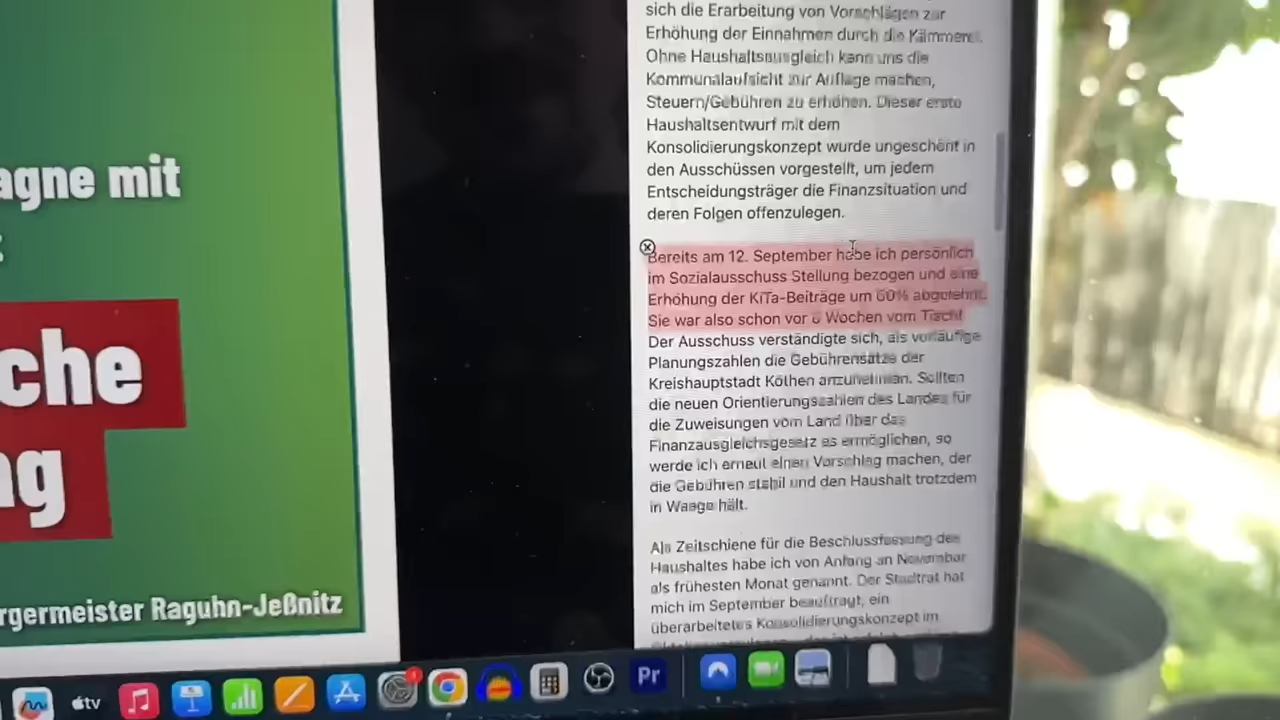 agne mit
che
ng
rgermeister Raguhn-Jeßnitz
sich die Erarbeitung von Vorschlägen zur
Erhöhung der Einnahmen durch die Kämmerei.
Ohne Haushaltsausgleich kann uns die
Kommunalaufsicht zur Auflage machen,
Steuern/Gebühren zu erhöhen. Dieser erste
Haushaltsentwurf mit dem
Konsolidierungskonzept wurde ungeschönt in
den Ausschüssen vorgestellt, um jedem
Entscheidungsträger die Finanzsituation und
deren Folgen offenzulegen.
Bereits am 12. September habe ich persönlich
im Sozialausschuss Stellung bezogen und eine
Erhöhung der KiTa-Beiträge um 60% abgelehnt.
Sie war also schon vor 6 Wochen vom Tisch!
Der Ausschuss verständigte sich, als vorläufige
Planungszahlen die Gebührensätze der
Kreishauptstadt Köthen anzunehmen. Sollten
die neuen Orientierungszahlen des Landes für
die Zuweisungen vom Land über das
Finanzausgleichsgesetz es ermöglichen, so
werde ich erneut einen Vorschlag machen, der
die Gebühren stabil und den Haushalt trotzdem
in Waage hält.
Als Zeitschiene für die Beschlussfassung des
Haushaltes habe ich von Anfang an November
als frühesten Monat genannt. Der Stadtrat hat
mich im September beauftragt, ein
überarbeitetes Konsolidierungskonzept im
tv
Pr